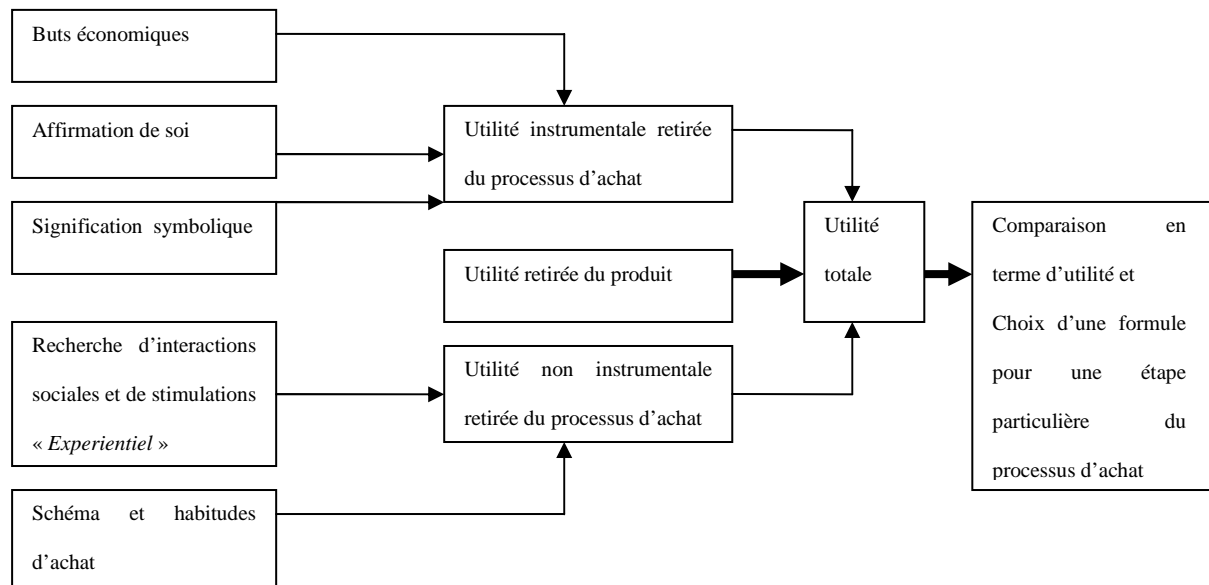 Buts économiques
Affirmation de soi
Signification symbolique
Recherche d'interactions
sociales et de stimulations
« Experientiel »
Schéma et habitudes
d'achat
Utilité instrumentale retirée
du processus d'achat
Utilité retirée du produit
Utilité non instrumentale
retirée du processus d'achat
Utilité
totale
Comparaison en
terme d'utilité et
Choix d'une formule
pour une étape
particulière du
processus d'achat